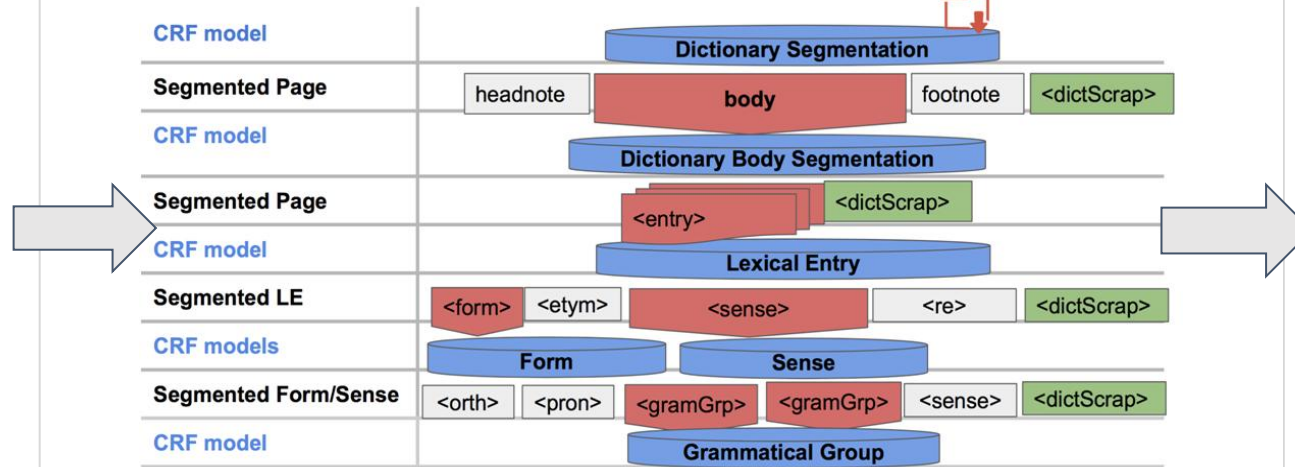 CRF model
Dictionary Segmentation
Segmented Page
headnote body footnote <dictScrap>
CRF model
Dictionary Body Segmentation
Segmented Page
<entry> <dictScrap>
CRF model
Lexical Entry
Segmented LE
<form> <etym> <sense> <re> <dictScrap>
CRF models
Form Sense
Segmented Form/Sense
<orth> <pron> <gramGrp> <gramGrp> <sense> <dictScrap>
CRF model
Grammatical Group